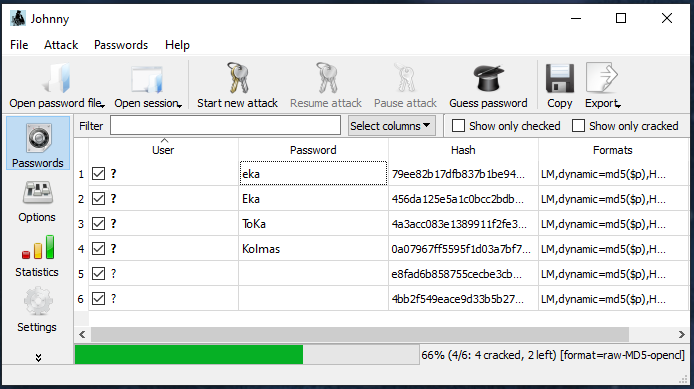 Johnny
File Attack Passwords Help
Open password file Open session Start new attack Resume attack Pause attack Guess password Copy Export
Filter Select columns Show only checked Show only cracked
Passwords
Options
Statistics
Settings
User Password Hash Formats
1 ? eka 79ee82b17dfb837b1be94... LM,dynamic=md5($p),H...
2 ? Eka 456da125e5a1c0bcc2bdb... LM,dynamic=md5($p),H...
3 ? ToKa 4a3acc083e1389911f2fe3... LM,dynamic=md5($p),H...
4 ? Kolmas 0a07967ff5595f1d03a7bf7... LM,dynamic=md5($p),H...
5 ? e8fad6b858755cecbe3cb... LM,dynamic=md5($p),H...
6 ? 4bb2f549eace9d33b5b27... LM,dynamic=md5($p),H...
66% (4/6: 4 cracked, 2 left) [format=raw-MD5-opencl]